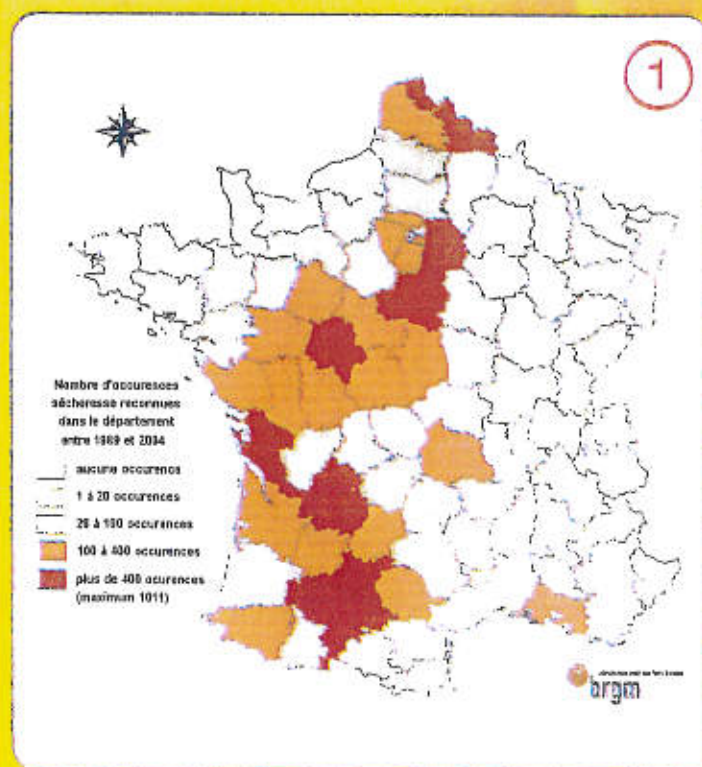 1
Nombre d'occurences
sécheresse reconnues
dans le département
entre 1989 et 2004
aucune occurence
1 à 20 occurences
20 à 100 occurences
100 à 400 occurences
plus de 400 ocurences
(maximum 1011)
brgm